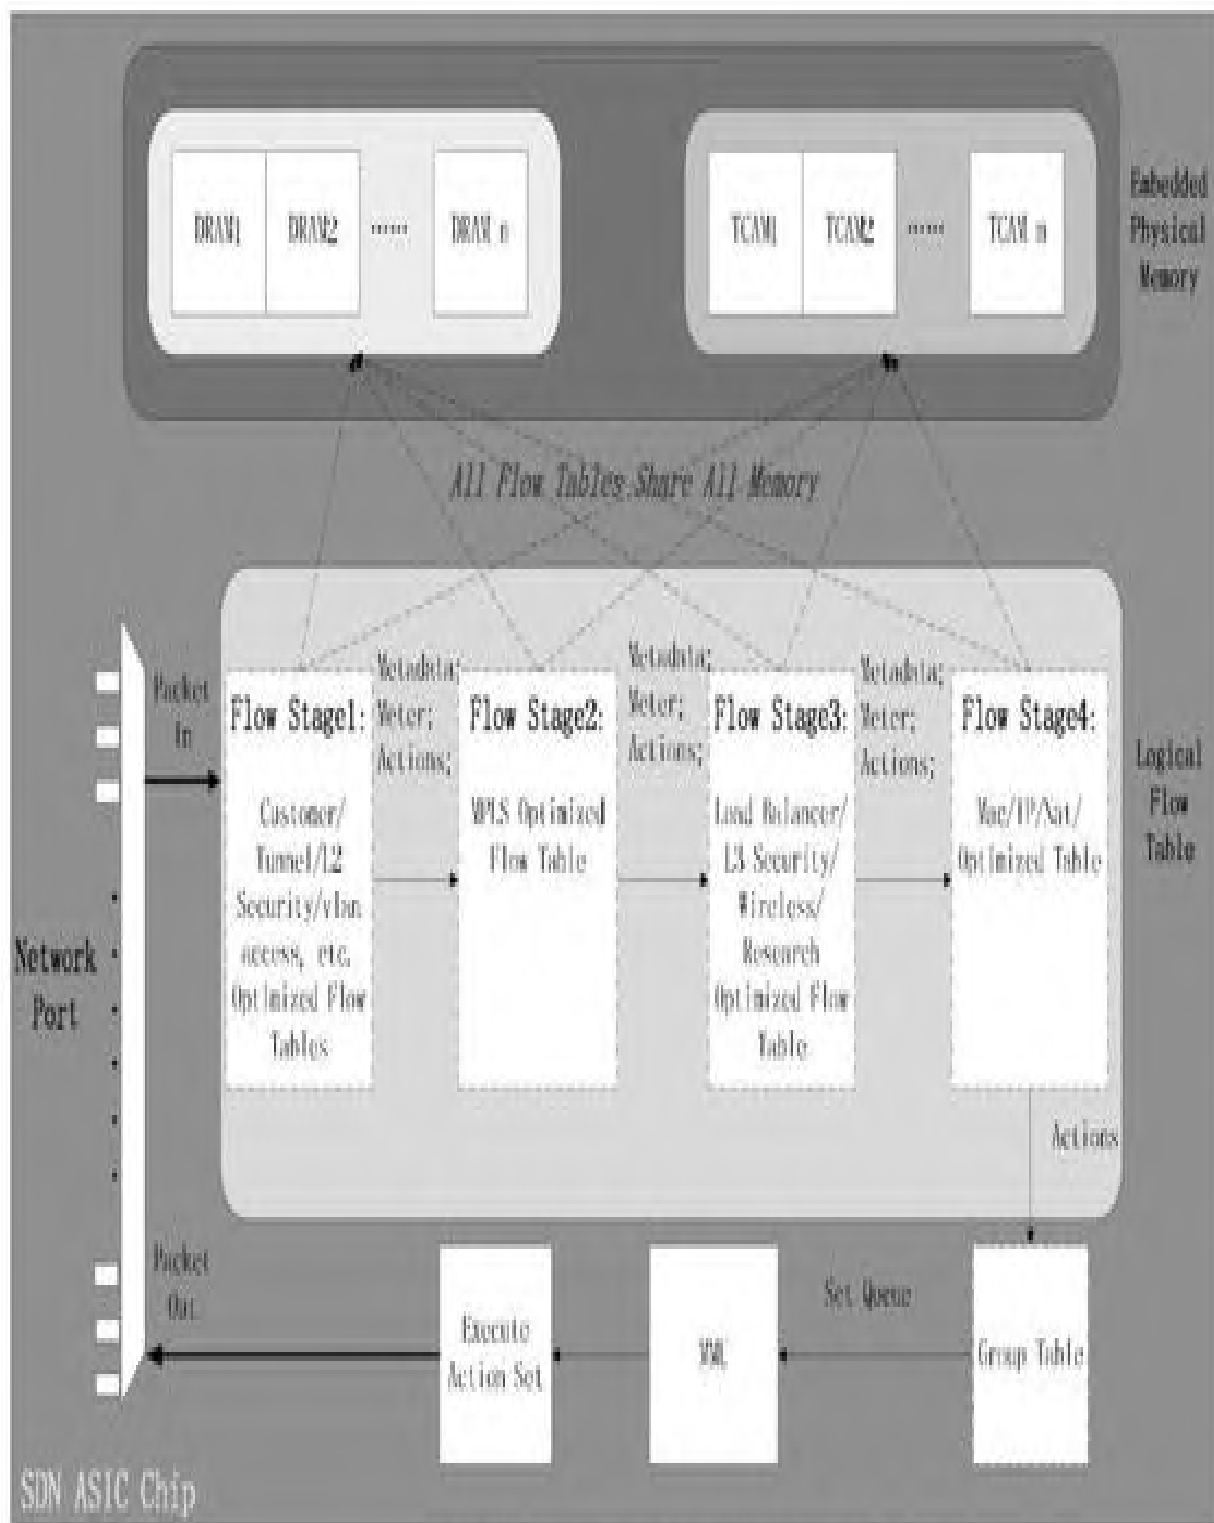 DRAM1
DRAM2
......
DRAM n
TCAM1
TCAM2
......
TCAM n
Embedded
Physical
Memory
All Flow Tables Share All Memory
Packet
In
Flow Stage1:
Customer/
Tunnel/L2
Security/vlan
access, etc.
Optimized Flow
Tables
Metadata;
Meter;
Actions;
Flow Stage2:
MPLS Optimized
Flow Table
Metadata;
Meter;
Actions;
Flow Stage3:
Load Balancer/
L3 Security/
Wireless/
Research
Optimized Flow
Table
Metadata;
Meter;
Actions;
Flow Stage4:
Mac/IP/Nat/
Optimized Table
Logical
Flow
Table
Network
Port
Actions
Packet
Out
Execute
Action Set
Set Queue
Group Table
SDN ASIC Chip